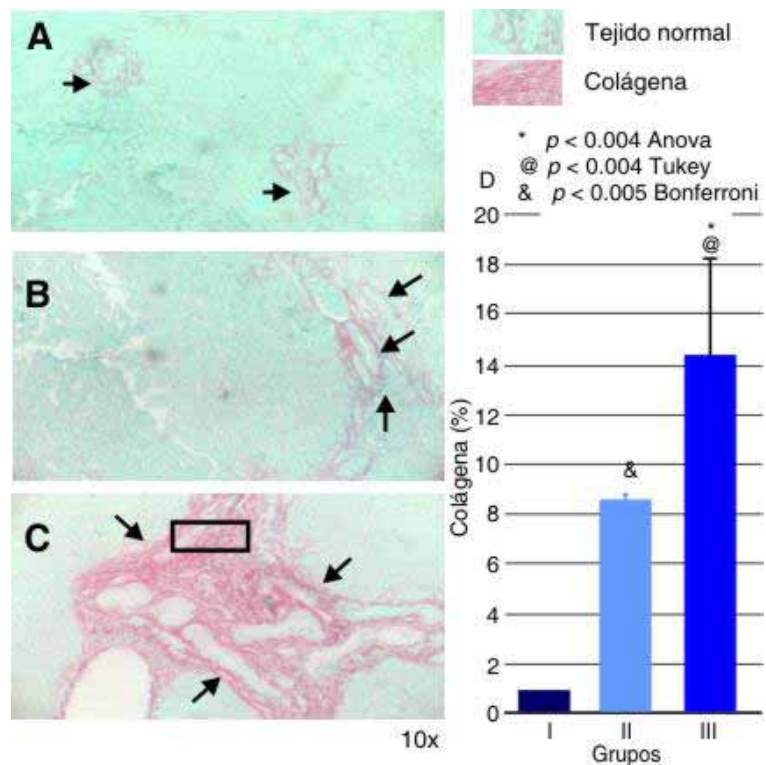 A
B
C
10x
Tejido normal
Colágena
* p < 0.004 Anova
@ p < 0.004 Tukey
& p < 0.005 Bonferroni
D
20
18
16
14
12
10
8
6
4
2
0
Colágena (%)
&
*
@
I II III
Grupos